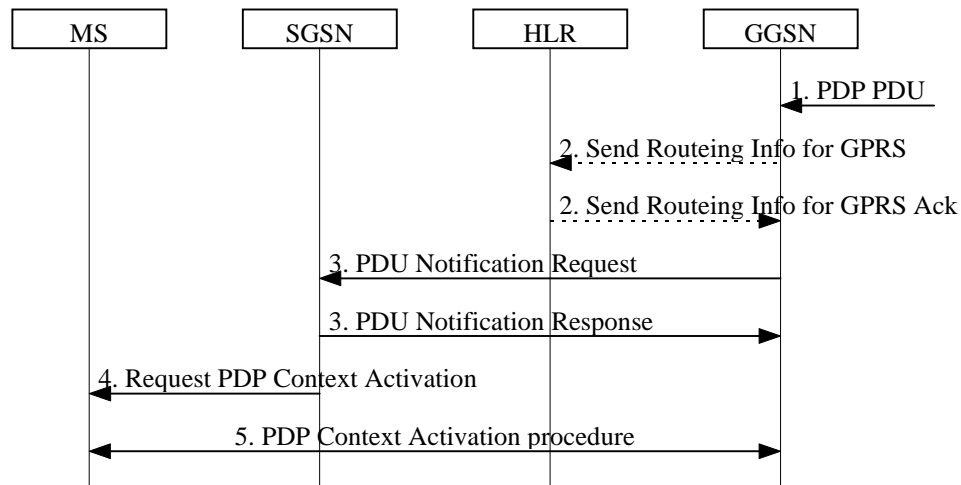 MS
SGSN
HLR
GGSN
1. PDP PDU
2. Send Routeing Info for GPRS
2. Send Routeing Info for GPRS Ack
3. PDU Notification Request
3. PDU Notification Response
4. Request PDP Context Activation
5. PDP Context Activation procedure